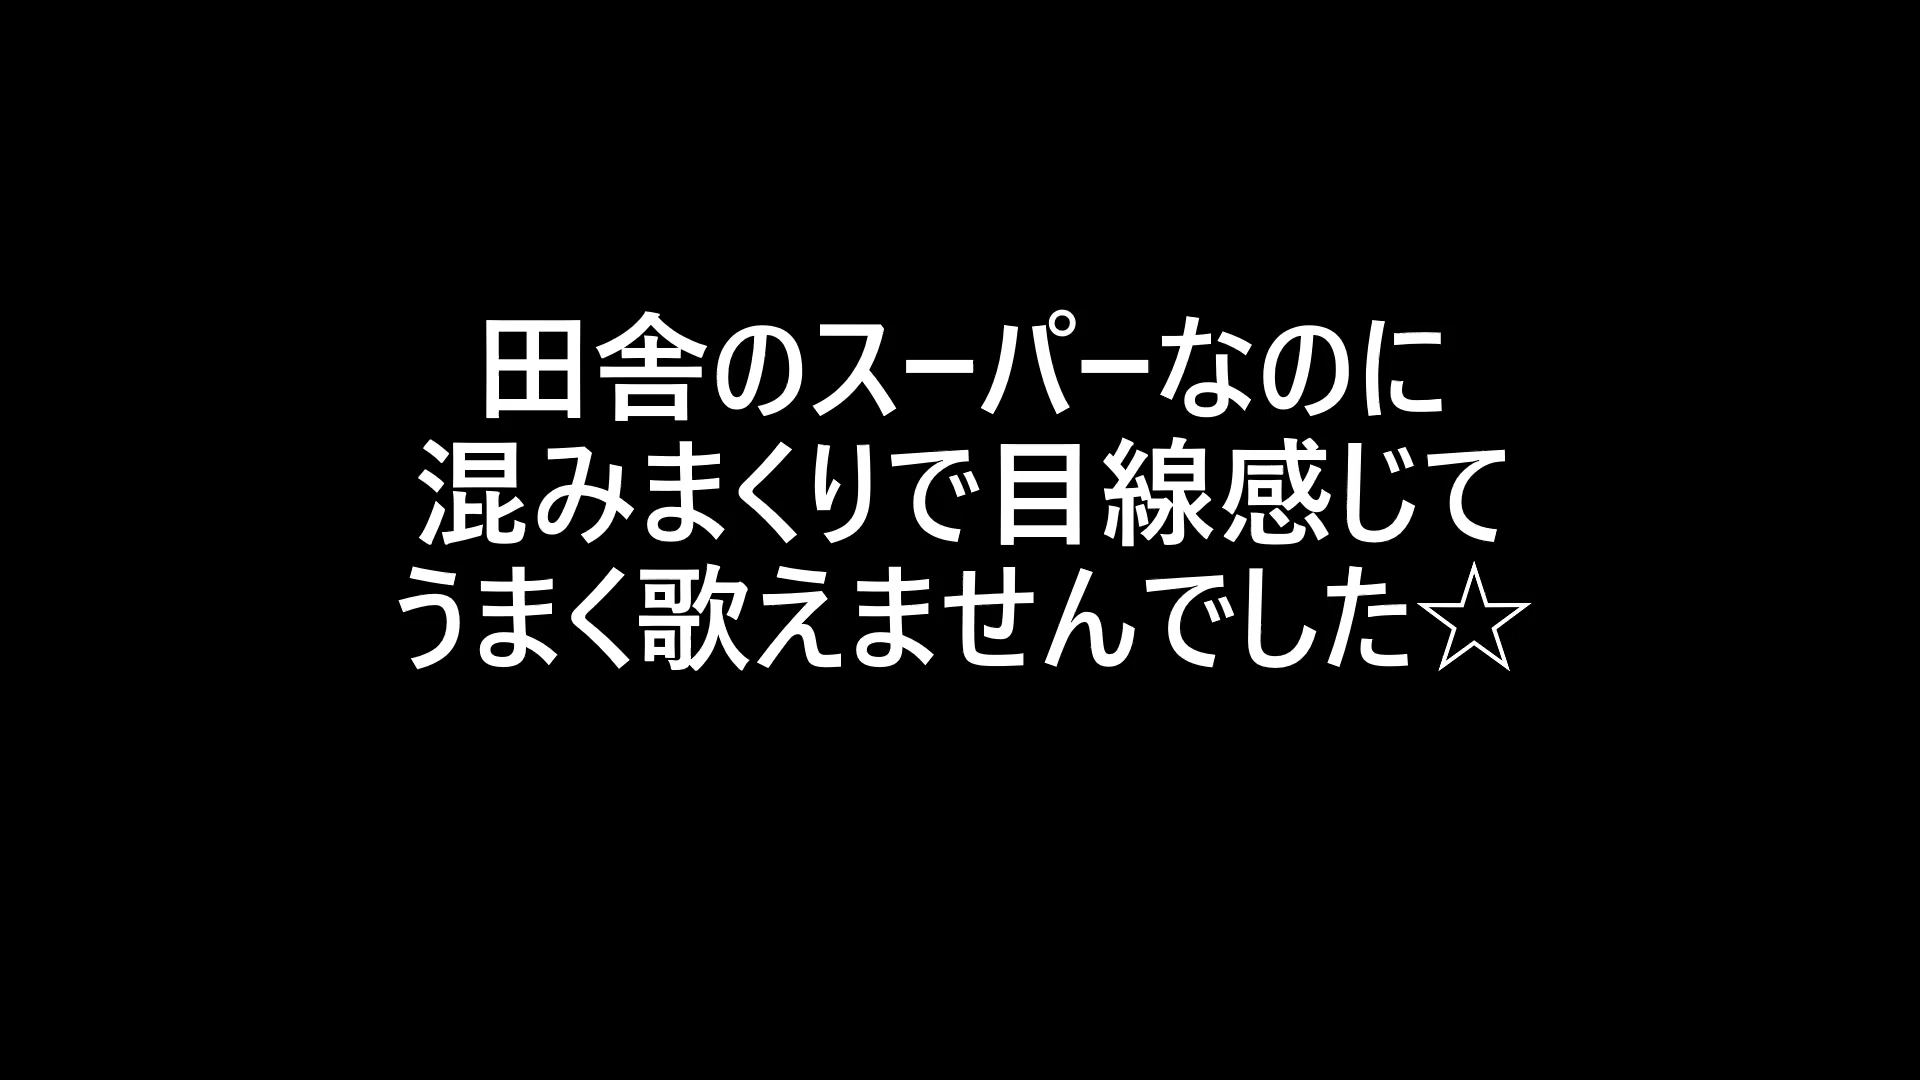 田舎のスーパーなのに
混みまくりで目線感じて
うまく歌えませんでした☆